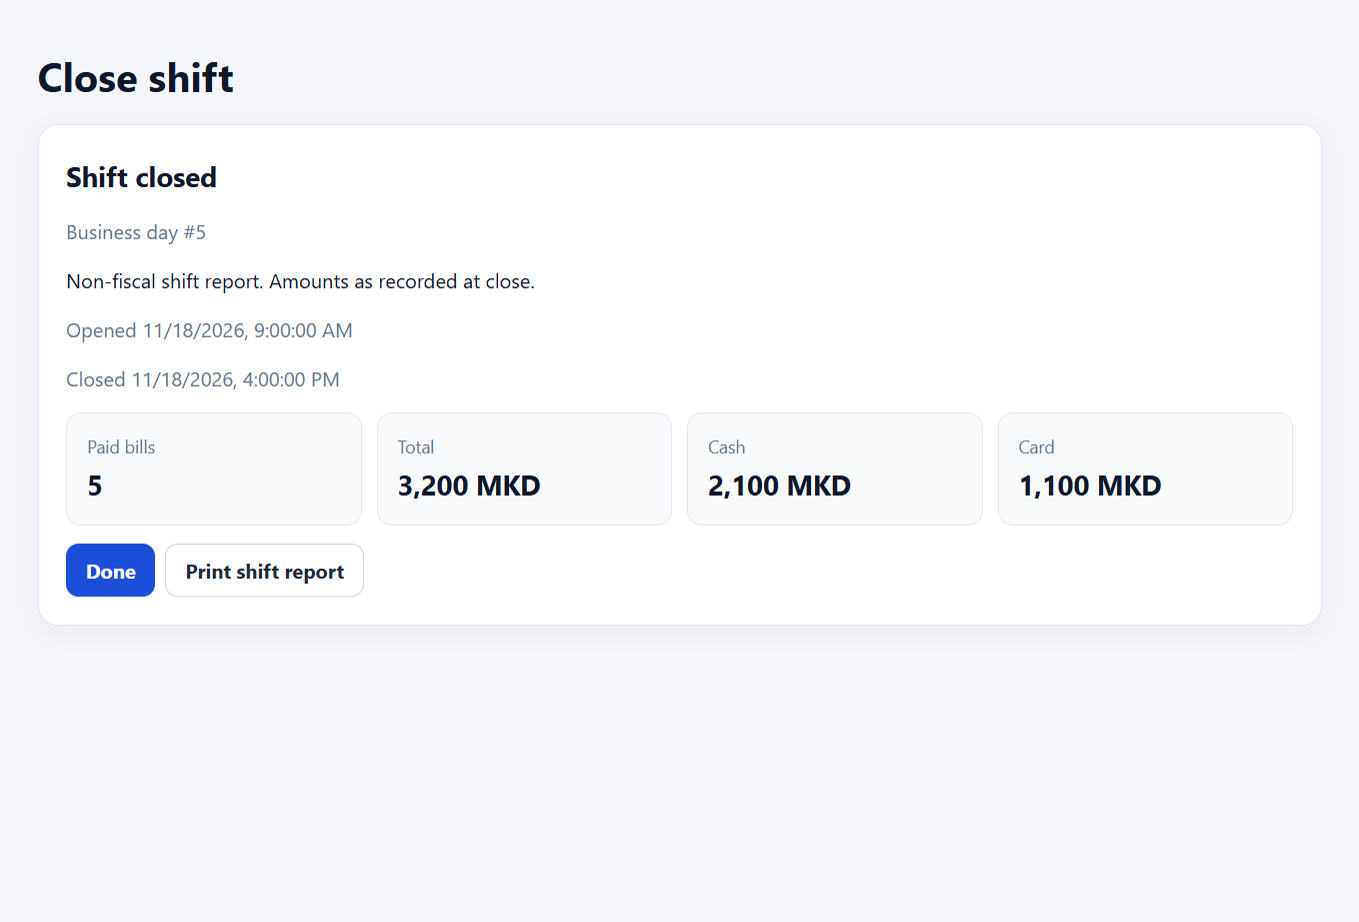 Close shift
Shift closed
Business day #5
Non-fiscal shift report. Amounts as recorded at close.
Opened 11/18/2026, 9:00:00 AM
Closed 11/18/2026, 4:00:00 PM
Paid bills
5
Total
3,200 MKD
Cash
2,100 MKD
Card
1,100 MKD
Done
Print shift report